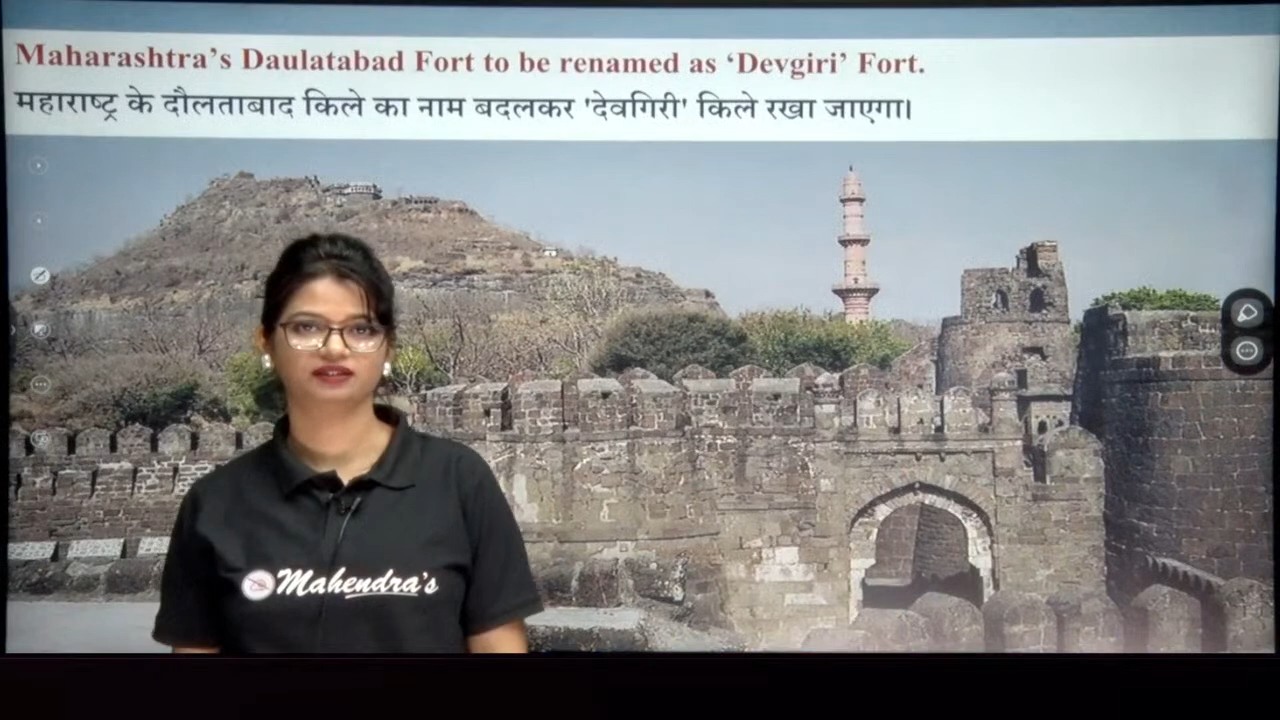 Maharashtra's Daulatabad Fort to be renamed as ‘Devgiri’ Fort.
महाराष्ट्र के दौलताबाद किले का नाम बदलकर 'देवगिरी' किले रखा जाएगा।
Mahendra's